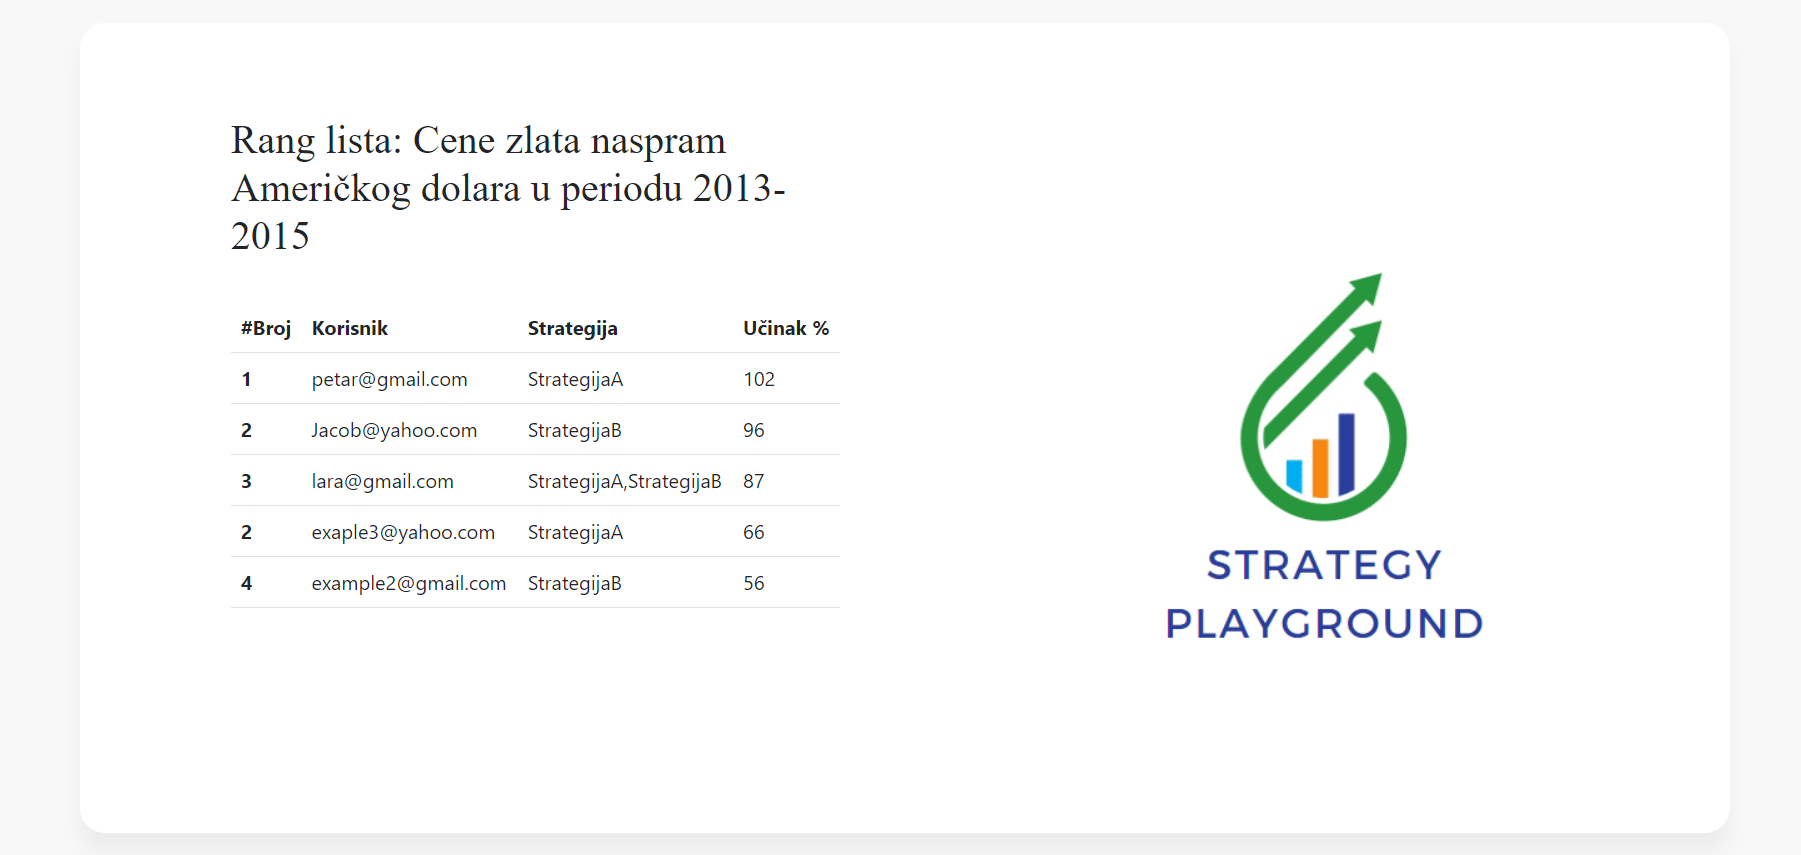 Rang lista: Cene zlata naspram
Američkog dolara u periodu 2013-
2015
#Broj Korisnik Strategija Učinak %
1 petar@gmail.com StrategijaA 102
2 Jacob@yahoo.com StrategijaB 96
3 lara@gmail.com StrategijaA,StrategijaB 87
2 exaple3@yahoo.com StrategijaA 66
4 example2@gmail.com StrategijaB 56
STRATEGY
PLAYGROUND